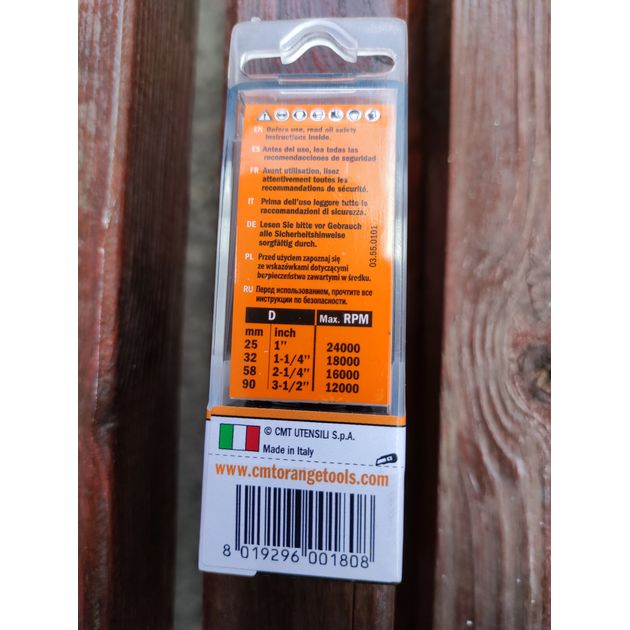 EN Before use, read all safety
instructions inside.
ES Antes del uso, lea todas las
recomendacciones de seguridad
FR Avant utilisation, lisez
attentivement toutes les
recommandations de sécurité.
IT Prima dell'uso leggere tutte le
raccomandazioni di sicurezza.
DE Lesen Sie bitte vor Gebrauch
alle Sicherheitshinweise
sorgfältig durch.
PL Przed użyciem zapoznaj się
ze wskazówkami dotyczącymi
bezpieczeństwa zawartymi w środku.
RU Перед использованием, прочтите все
инструкции по безопасности.
03.55.0101
D Max. RPM
mm inch
25 1" 24000
32 1-1/4" 18000
58 2-1/4" 16000
90 3-1/2" 12000
© CMT UTENSILI S.p.A.
Made in Italy
www.cmtorangetools.com
8 019296 001808